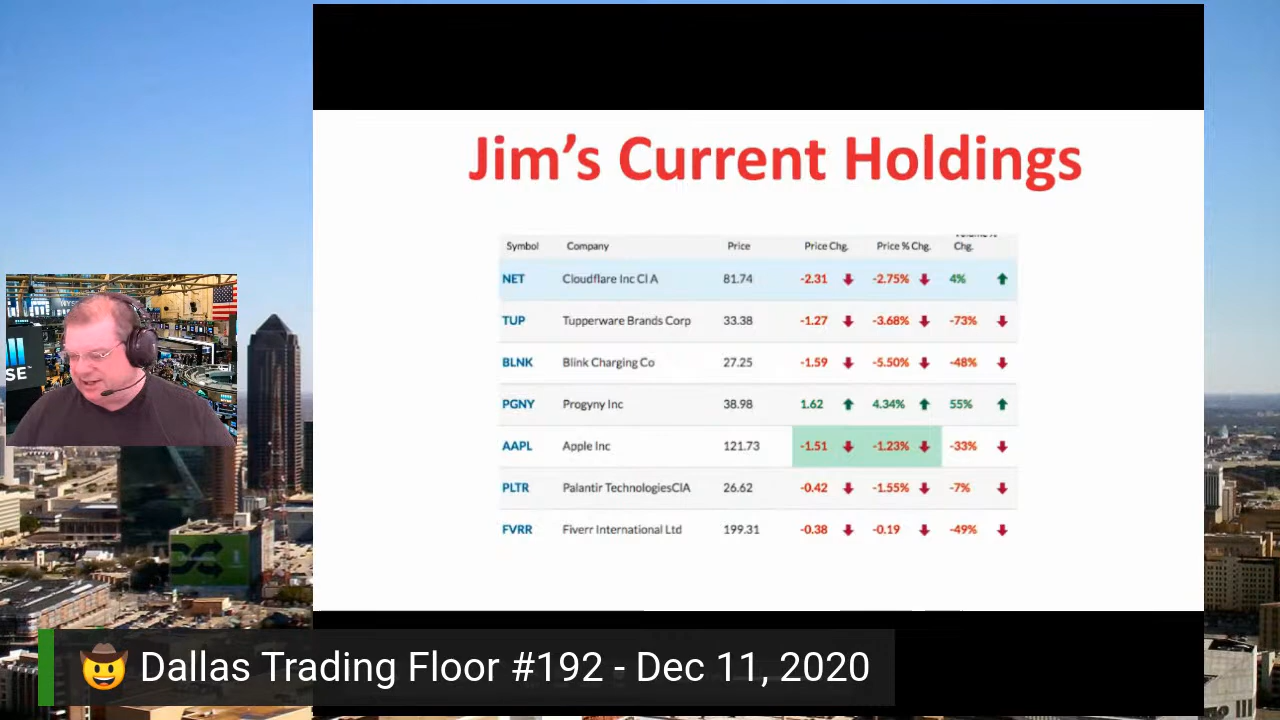 Jim's Current Holdings
Symbol Company Price Price Chg. Price % Chg. Volume % Chg.
NET Cloudflare Inc Cl A 81.74 -2.31 -2.75% 4%
TUP Tupperware Brands Corp 33.38 -1.27 -3.68% -73%
BLNK Blink Charging Co 27.25 -1.59 -5.50% -48%
PGNY Progyny Inc 38.98 1.62 4.34% 55%
AAPL Apple Inc 121.73 -1.51 -1.23% -33%
PLTR Palantir TechnologiesClA 26.62 -0.42 -1.55% -7%
FVRR Fiverr International Ltd 199.31 -0.38 -0.19 -49%
SE
🤠 Dallas Trading Floor #192 - Dec 11, 2020